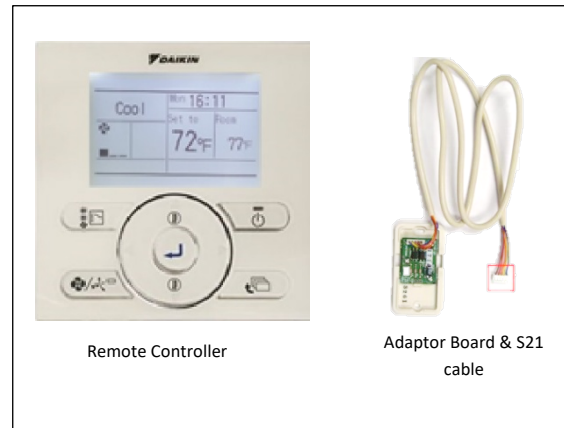 DAIKIN
Cool
Mon 16:11
Set to
Room
72°F
77°F
Remote Controller
Adaptor Board & S21
cable